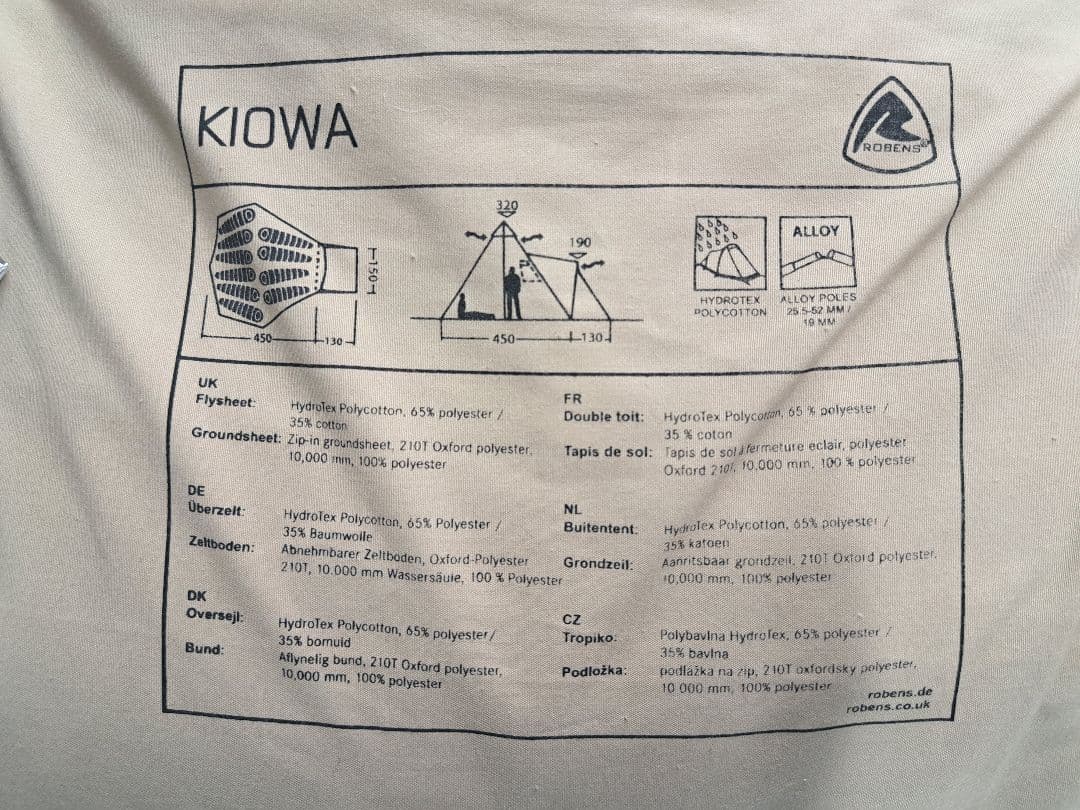 KIOWA
ROBENS®
150
450
130
320
190
450
130
HYDROTEX
POLYCOTTON
ALLOY
ALLOY POLES
25.5-52 MM /
19 MM
UK
Flysheet: HydroTex Polycotton, 65% polyester /
35% cotton
Groundsheet: Zip-in groundsheet, 210T Oxford polyester,
10,000 mm, 100% polyester
FR
Double toit: HydroTex Polycotton, 65 % polyester /
35 % coton
Tapis de sol: Tapis de sol à fermeture eclair, polyester
Oxford 210T, 10.000 mm, 100 % polyester
DE
Überzelt: HydroTex Polycotton, 65% Polyester /
35% Baumwolle
Zeltboden: Abnehmbarer Zeltboden, Oxford-Polyester
210T, 10.000 mm Wassersäule, 100 % Polyester
NL
Buitentent: HydroTex Polycotton, 65% polyester /
35% katoen
Grondzeil: Aanritsbaar grondzeil, 210T Oxford polyester,
10,000 mm, 100% polyester
DK
Oversejl: HydroTex Polycotton, 65% polyester/
35% bomuld
Bund: Aflynelig bund, 210T Oxford polyester,
10,000 mm, 100% polyester
CZ
Tropiko: Polybavlna HydroTex, 65% polyester /
35% bavlna
Podložka: podlážka na zip, 210T oxfordsky polyester,
10 000 mm, 100% polyester
robens.de
robens.co.uk